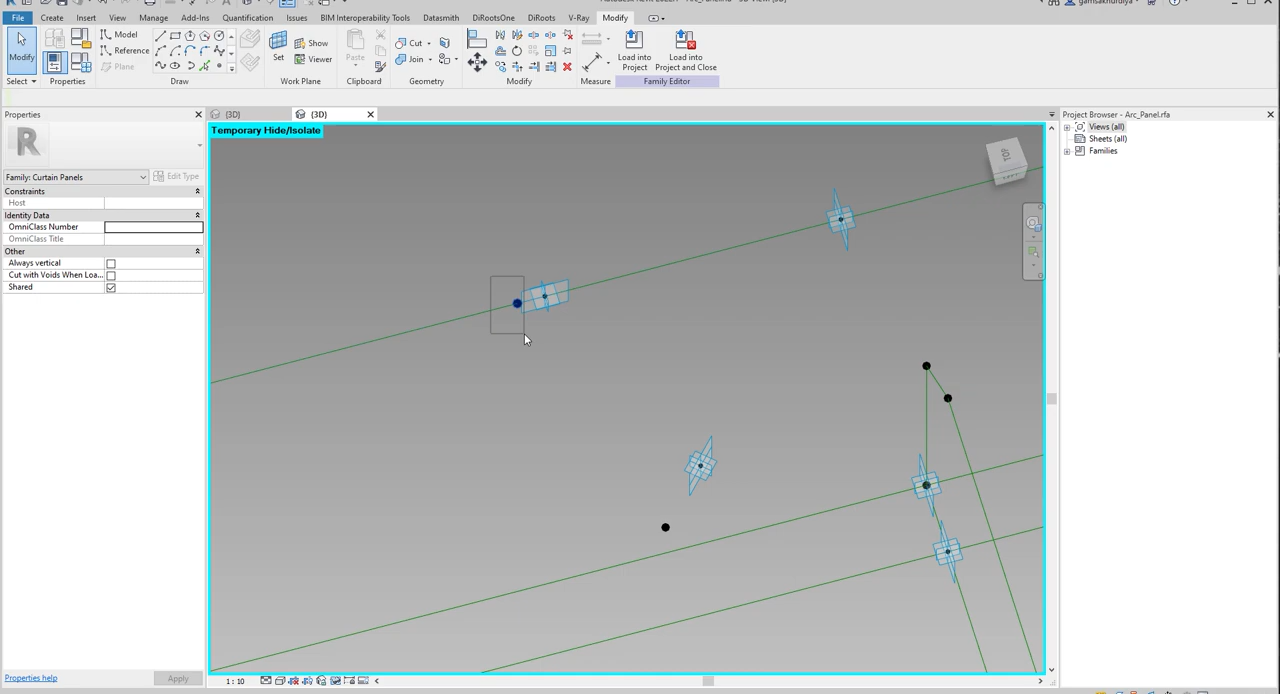 File Create Insert View Manage Add-Ins Quantification Issues BIM Interoperability Tools Datasmith DiRootsOne DiRoots V-Ray Modify
Modify
Model
Reference
Plane
Set
Show
Viewer
Paste
Cut
Join
Load into
Project
Load into
Project and Close
Select Properties Draw Work Plane Clipboard Geometry Modify Measure Family Editor
Properties
(3D)
(3D)
Project Browser - Arc_Panel.rfa
Temporary Hide/Isolate
Views (all)
Sheets (all)
Families
TOP
Family: Curtain Panels
Edit Type
Constraints
Host
Identity Data
OmniClass Number
OmniClass Title
Other
Always vertical
Cut with Voids When Loa...
Shared
Properties help
Apply
1 : 10